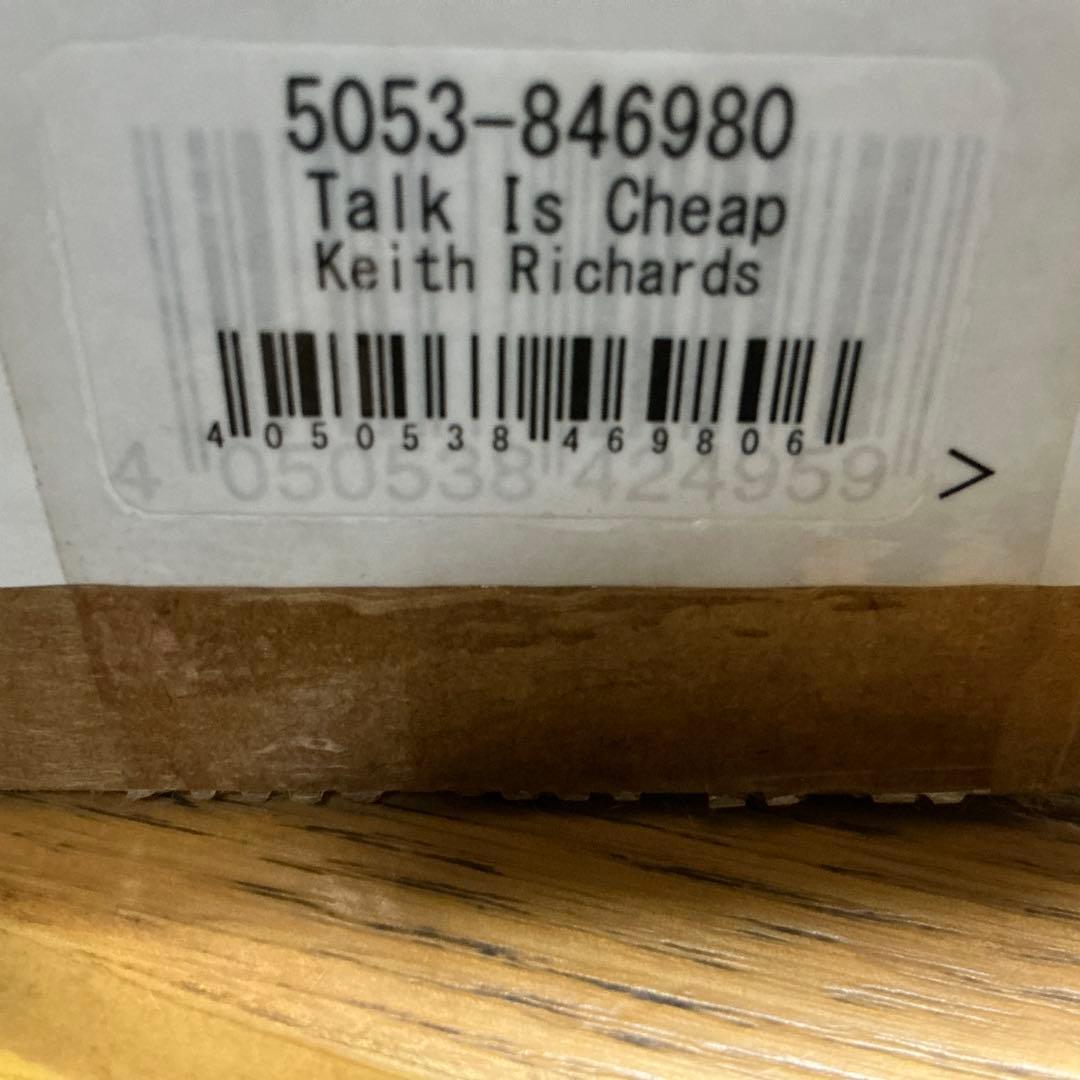 5053-846980
Talk Is Cheap
Keith Richards
4 050538 469806
4 050538 424959 >